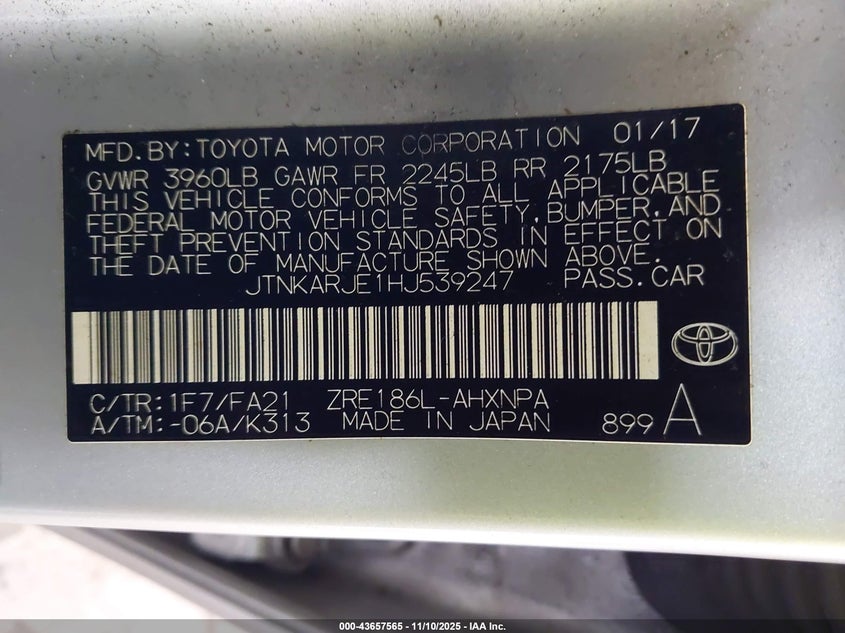 MFD.BY:TOYOTA MOTOR CORPORATION 01/17
GVWR 3960LB GAWR FR 2245LB RR 2175LB
THIS VEHICLE CONFORMS TO ALL APPLICABLE
FEDERAL MOTOR VEHICLE SAFETY,BUMPER,AND
THEFT PREVENTION STANDARDS IN EFFECT ON
THE DATE OF MANUFACTURE SHOWN ABOVE.
JTNKARJE1HJ539247 PASS.CAR
C/TR:1F7/FA21 ZRE186L-AHXNPA
A/TM:-06A/K313 MADE IN JAPAN 899 A
000-43657565 - 11/10/2025 - IAA Inc.